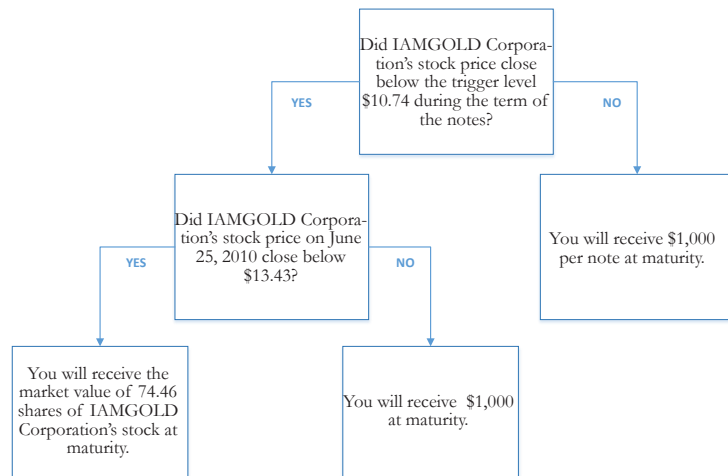 Did IAMGOLD Corpora-
tion's stock price close
below the trigger level
$10.74 during the term of
the notes?
YES
NO
Did IAMGOLD Corpora-
tion's stock price on June
25, 2010 close below
$13.43?
You will receive $1,000
per note at maturity.
YES
NO
You will receive the
market value of 74.46
shares of IAMGOLD
Corporation's stock at
maturity.
You will receive $1,000
at maturity.